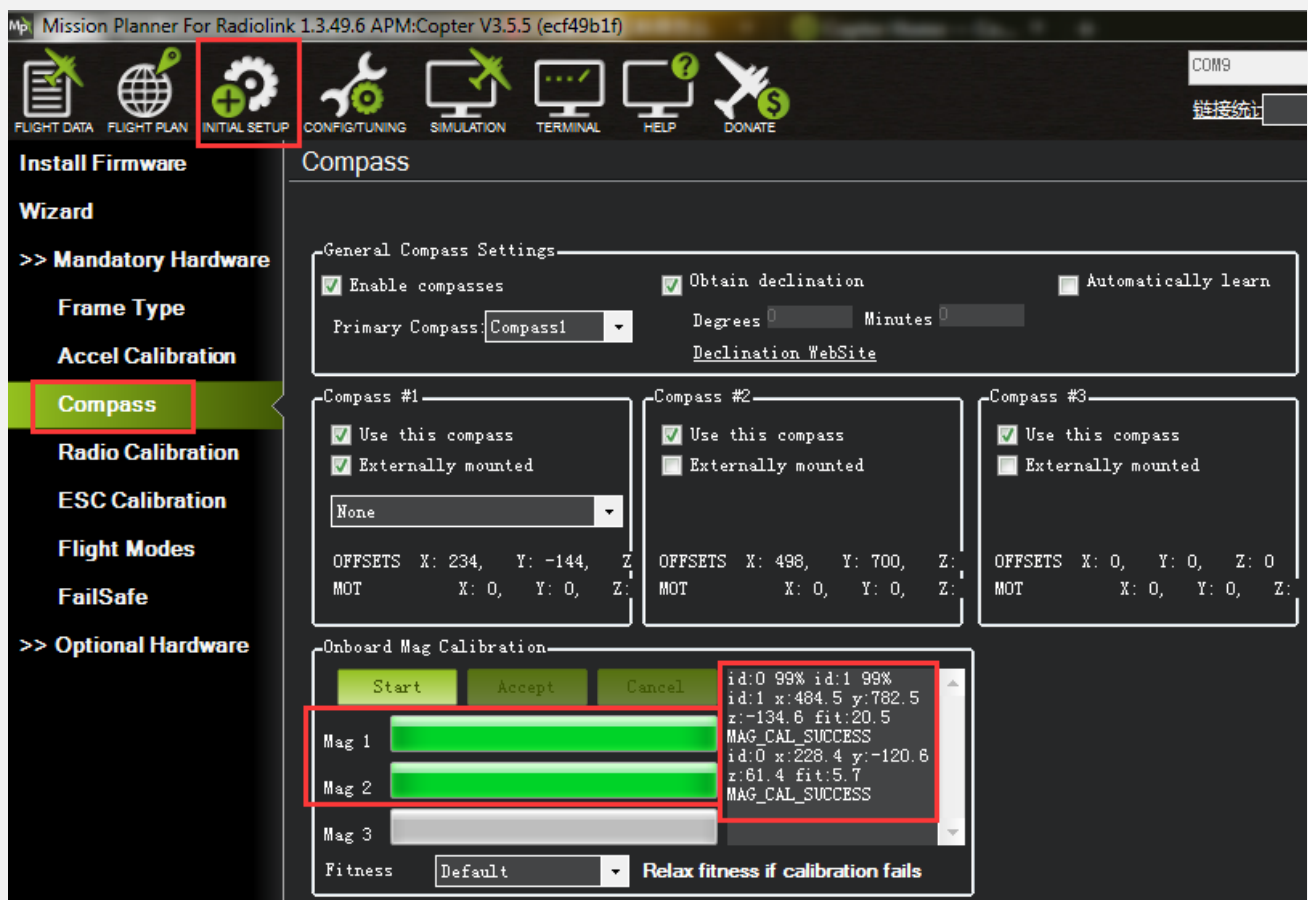 Mission Planner For Radiolink 1.3.49.6 APM:Copter V3.5.5 (ecf49b1f)
FLIGHT DATA FLIGHT PLAN INITIAL SETUP CONFIG/TUNING SIMULATION TERMINAL HELP DONATE
COM9
链接统计
Install Firmware
Wizard
>> Mandatory Hardware
Frame Type
Accel Calibration
Compass
Radio Calibration
ESC Calibration
Flight Modes
FailSafe
>> Optional Hardware
Compass
General Compass Settings
Enable compasses
Obtain declination
Automatically learn
Primary Compass: Compass1
Degrees 0 Minutes 0
Declination WebSite
Compass #1
Use this compass
Externally mounted
None
OFFSETS X: 234, Y: -144, Z
MOT X: 0, Y: 0, Z:
Compass #2
Use this compass
Externally mounted
OFFSETS X: 498, Y: 700, Z:
MOT X: 0, Y: 0, Z:
Compass #3
Use this compass
Externally mounted
OFFSETS X: 0, Y: 0, Z: 0
MOT X: 0, Y: 0, Z:
Onboard Mag Calibration
Start Accept Cancel
Mag 1
Mag 2
Mag 3
id:0 99% id:1 99%
id:1 x:484.5 y:782.5
z:-134.6 fit:20.5
MAG_CAL_SUCCESS
id:0 x:228.4 y:-120.6
z:61.4 fit:5.7
MAG_CAL_SUCCESS
Fitness Default Relax fitness if calibration fails